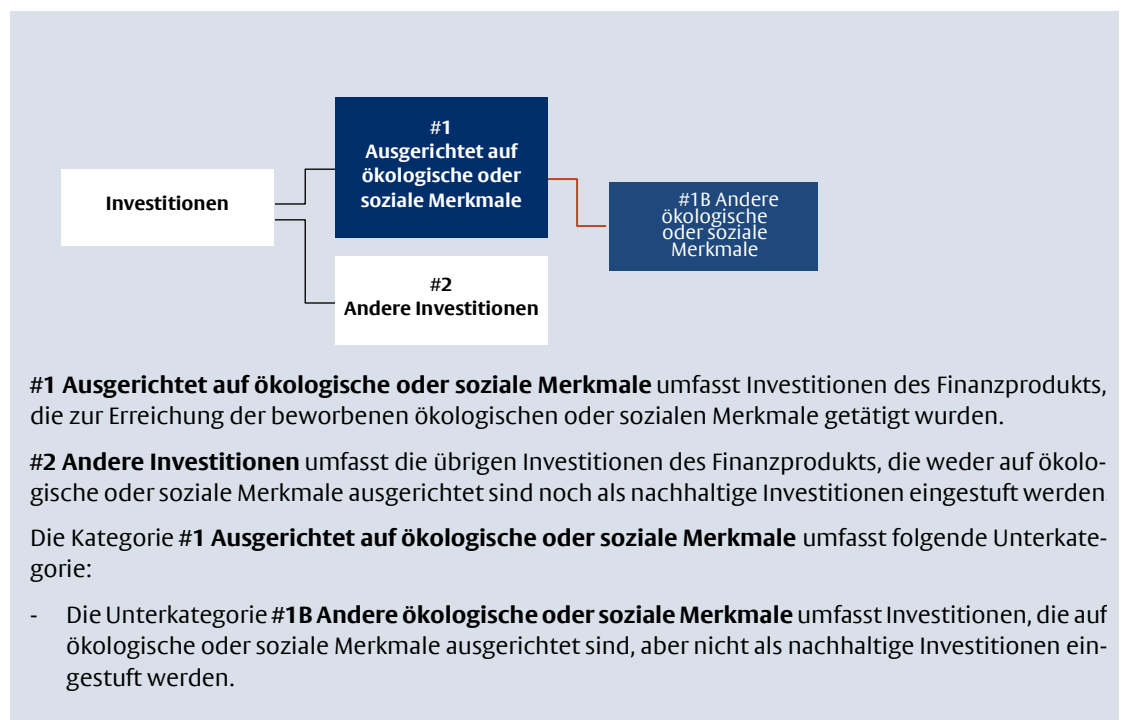 #1
Ausgerichtet auf
ökologische oder
soziale Merkmale
Investitionen
#1B Andere
ökologische
oder soziale
Merkmale
#2
Andere Investitionen
#1 Ausgerichtet auf ökologische oder soziale Merkmale umfasst Investitionen des Finanzprodukts,
die zur Erreichung der beworbenen ökologischen oder sozialen Merkmale getätigt wurden.
#2 Andere Investitionen umfasst die übrigen Investitionen des Finanzprodukts, die weder auf ökolo-
gische oder soziale Merkmale ausgerichtet sind noch als nachhaltige Investitionen eingestuft werden.
Die Kategorie #1 Ausgerichtet auf ökologische oder soziale Merkmale umfasst folgende Unterkate-
gorie:
- Die Unterkategorie #1B Andere ökologische oder soziale Merkmale umfasst Investitionen, die auf
ökologische oder soziale Merkmale ausgerichtet sind, aber nicht als nachhaltige Investitionen ein-
gestuft werden.